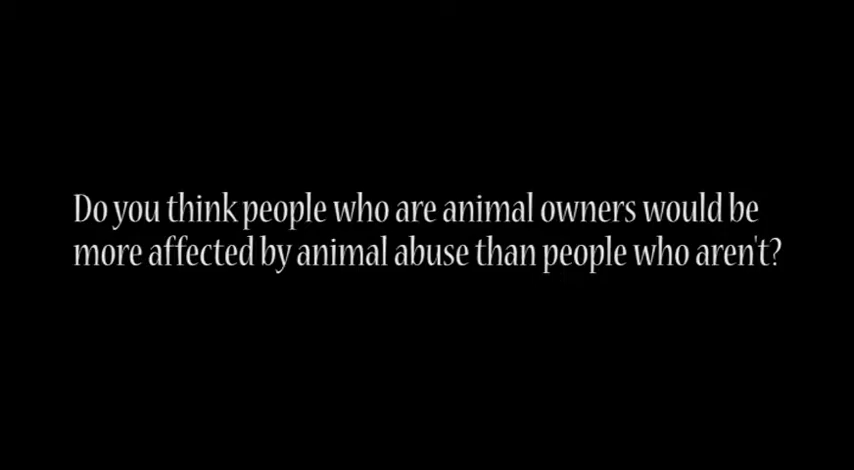 Do you think people who are animal owners would be
more affected by animal abuse than people who aren't?